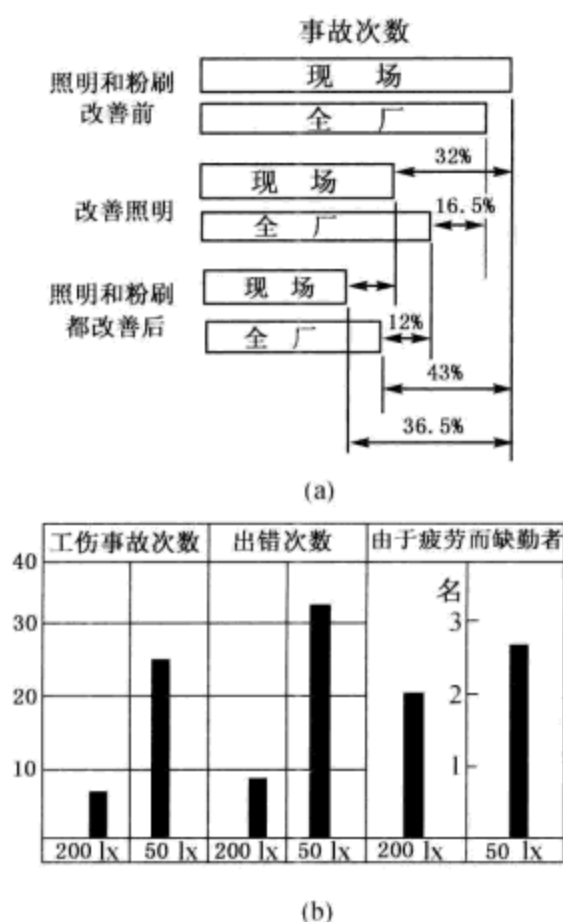 事故次数
照明和粉刷
改善前
现 场
全 厂
32%
改善照明
现 场
全 厂
16.5%
照明和粉刷
都改善后
现 场
全 厂
12%
43%
36.5%
(a)
工伤事故次数 出错次数 由于疲劳而缺勤者
40
30
20
10
名
3
2
1
200 lx 50 lx 200 lx 50 lx 200 lx 50 lx
(b)